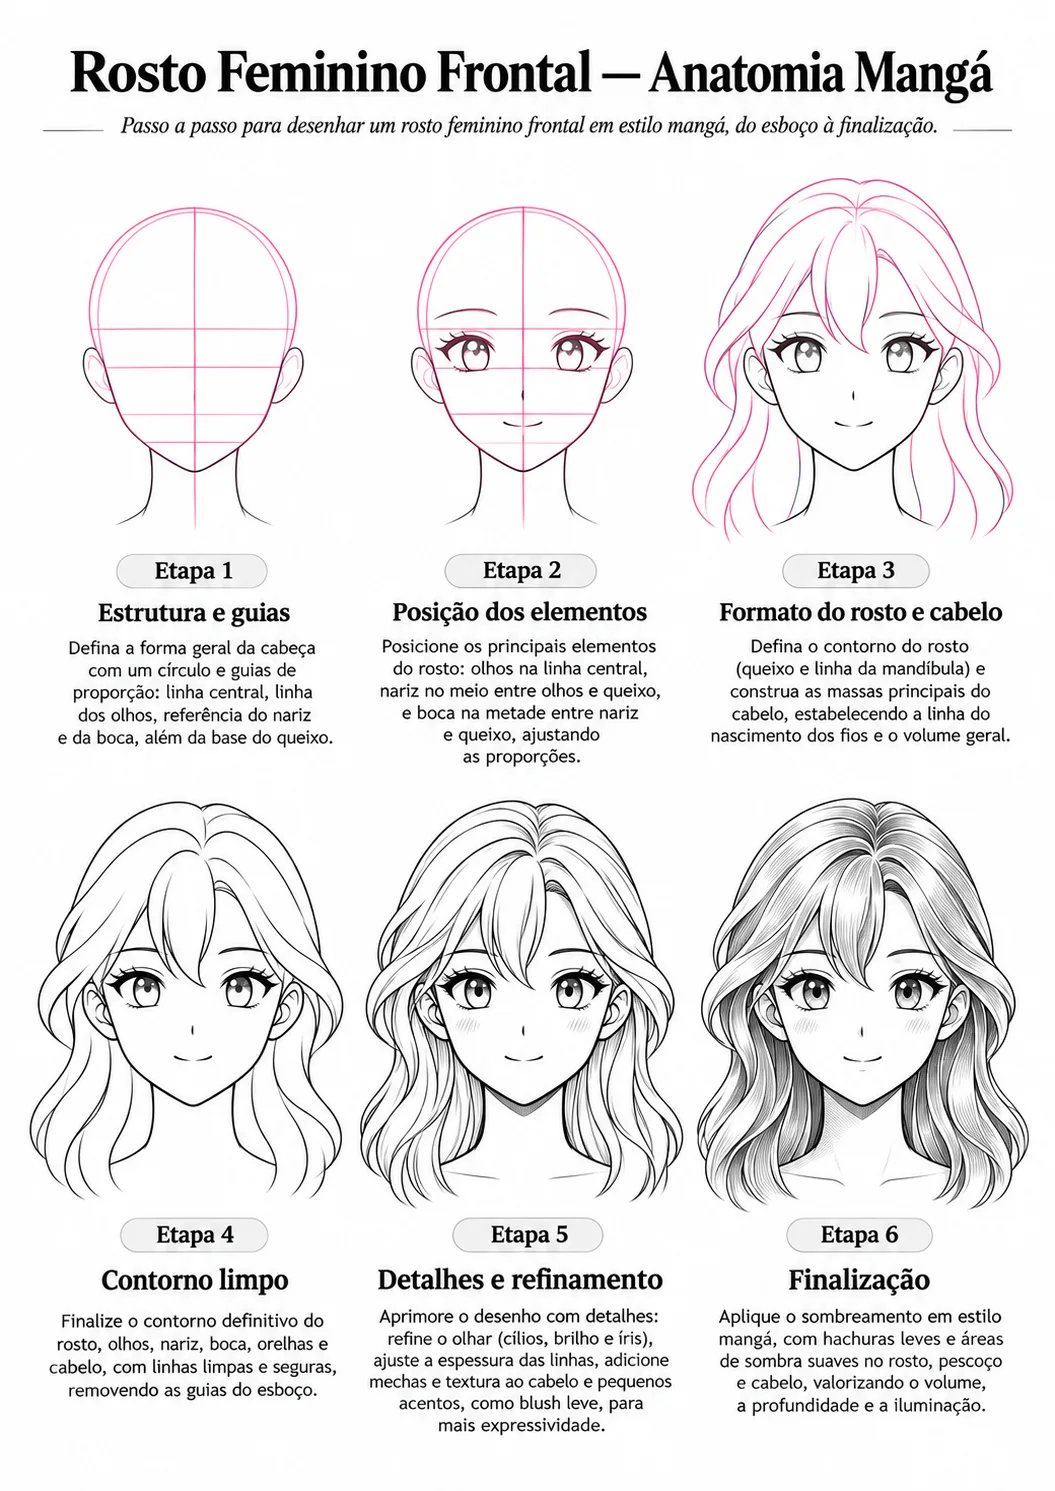 Rosto Feminino Frontal — Anatomia Mangá
Passo a passo para desenhar um rosto feminino frontal em estilo mangá, do esboço à finalização.
Etapa 1
Estrutura e guias
Defina a forma geral da cabeça
com um círculo e guias de
proporção: linha central, linha
dos olhos, referência do nariz
e da boca, além da base do queixo.
Etapa 2
Posição dos elementos
Posicione os principais elementos
do rosto: olhos na linha central,
nariz no meio entre olhos e queixo,
e boca na metade entre nariz
e queixo, ajustando
as proporções.
Etapa 3
Formato do rosto e cabelo
Defina o contorno do rosto
(queixo e linha da mandíbula) e
construa as massas principais do
cabelo, estabelecendo a linha do
nascimento dos fios e o volume geral.
Etapa 4
Contorno limpo
Finalize o contorno definitivo do
rosto, olhos, nariz, boca, orelhas e
cabelo, com linhas limpas e seguras,
removendo as guias do esboço.
Etapa 5
Detalhes e refinamento
Aprimore o desenho com detalhes:
refine o olhar (cílios, brilho e íris),
ajuste a espessura das linhas, adicione
mechas e textura ao cabelo e pequenos
acentos, como blush leve, para
mais expressividade.
Etapa 6
Finalização
Aplique o sombreamento em estilo
mangá, com hachuras leves e áreas
de sombra suaves no rosto, pescoço
e cabelo, valorizando o volume,
a profundidade e a iluminação.